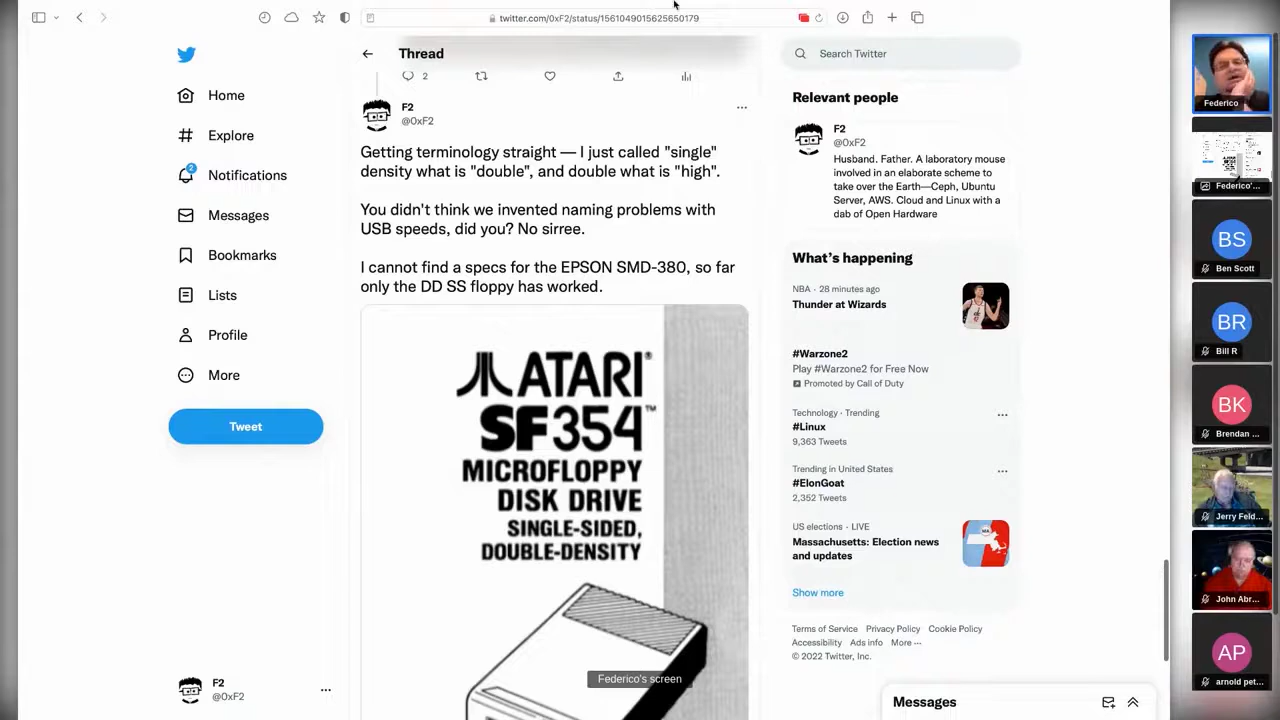 twitter.com/0xF2/status/1561049015625650179
Thread
Search Twitter
2
F2
@0xF2
Getting terminology straight — I just called "single"
density what is "double", and double what is "high".
You didn't think we invented naming problems with
USB speeds, did you? No sirree.
I cannot find a specs for the EPSON SMD-380, so far
only the DD SS floppy has worked.
ATARI®
SF354™
MICROFLOPPY
DISK DRIVE
SINGLE-SIDED,
DOUBLE-DENSITY
Federico's screen
Home
Explore
2
Notifications
Messages
Bookmarks
Lists
Profile
More
Tweet
F2
@0xF2
Relevant people
F2
@0xF2
Husband. Father. A laboratory mouse
involved in an elaborate scheme to
take over the Earth—Ceph, Ubuntu
Server, AWS. Cloud and Linux with a
dab of Open Hardware
What's happening
NBA · 28 minutes ago
Thunder at Wizards
#Warzone2
Play #Warzone2 for Free Now
Promoted by Call of Duty
Technology · Trending
#Linux
9,363 Tweets
Trending in United States
#ElonGoat
2,352 Tweets
US elections · LIVE
Massachusetts: Election news
and updates
Show more
Terms of Service Privacy Policy Cookie Policy
Accessibility Ads info More ···
© 2022 Twitter, Inc.
Messages
Federico
Federico'...
BS
Ben Scott
BR
Bill R
BK
Brendan ...
Jerry Feld...
John Abr...
AP
arnold pet...